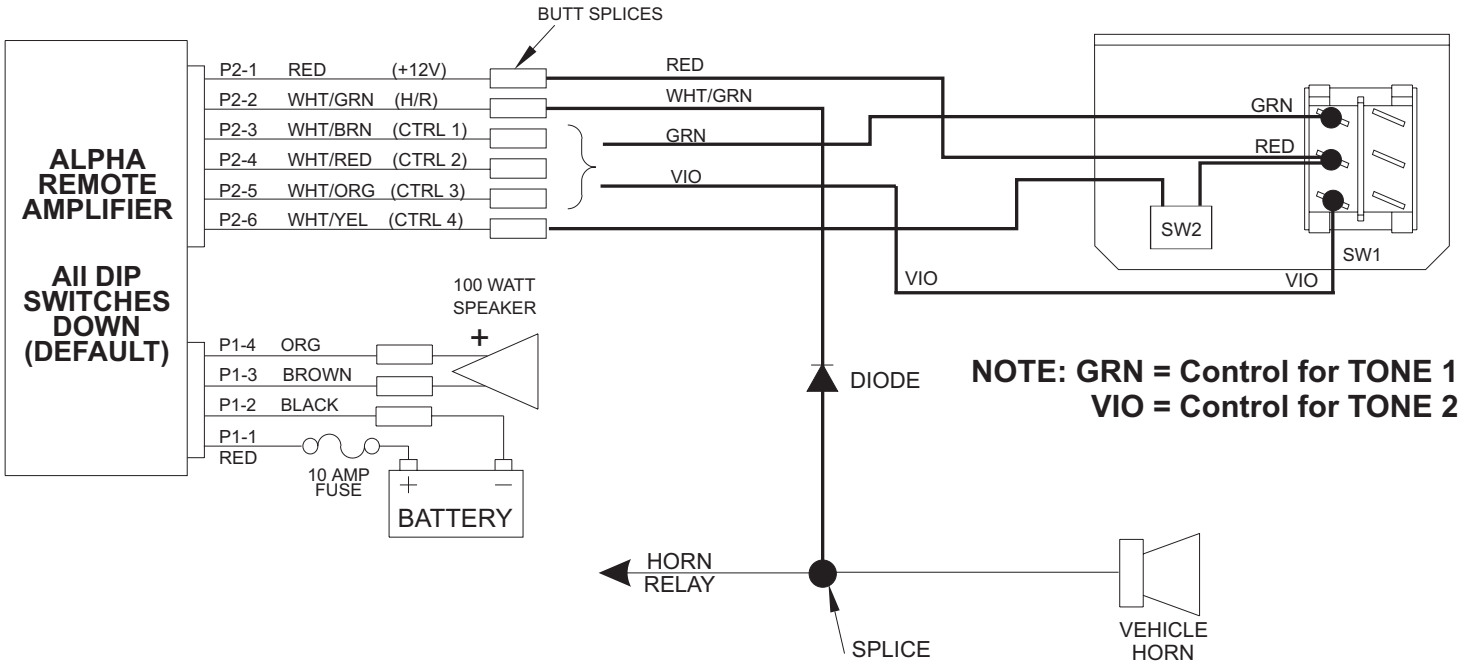 BUTT SPLICES
ALPHA
REMOTE
AMPLIFIER
All DIP
SWITCHES
DOWN
(DEFAULT)
P2-1 RED (+12V)
P2-2 WHT/GRN (H/R)
P2-3 WHT/BRN (CTRL 1)
P2-4 WHT/RED (CTRL 2)
P2-5 WHT/ORG (CTRL 3)
P2-6 WHT/YEL (CTRL 4)
RED
WHT/GRN
GRN
VIO
VIO
GRN
RED
SW2
SW1
VIO
100 WATT
SPEAKER
+
P1-4 ORG
P1-3 BROWN
P1-2 BLACK
P1-1
RED
10 AMP
FUSE
+ –
BATTERY
DIODE
NOTE: GRN = Control for TONE 1
VIO = Control for TONE 2
HORN
RELAY
SPLICE
VEHICLE
HORN